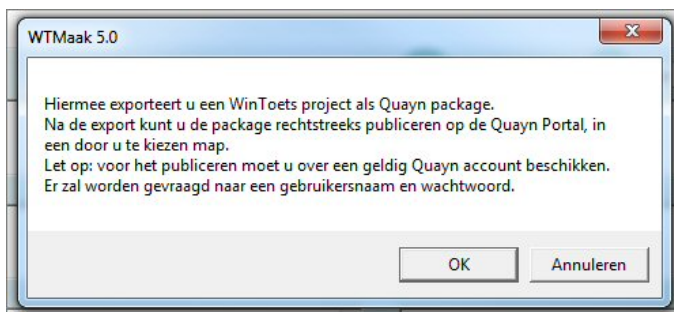 WTMaak 5.0
Hiermee exporteert u een WinToets project als Quayn package.
Na de export kunt u de package rechtstreeks publiceren op de Quayn Portal, in
een door u te kiezen map.
Let op: voor het publiceren moet u over een geldig Quayn account beschikken.
Er zal worden gevraagd naar een gebruikersnaam en wachtwoord.
OK
Annuleren